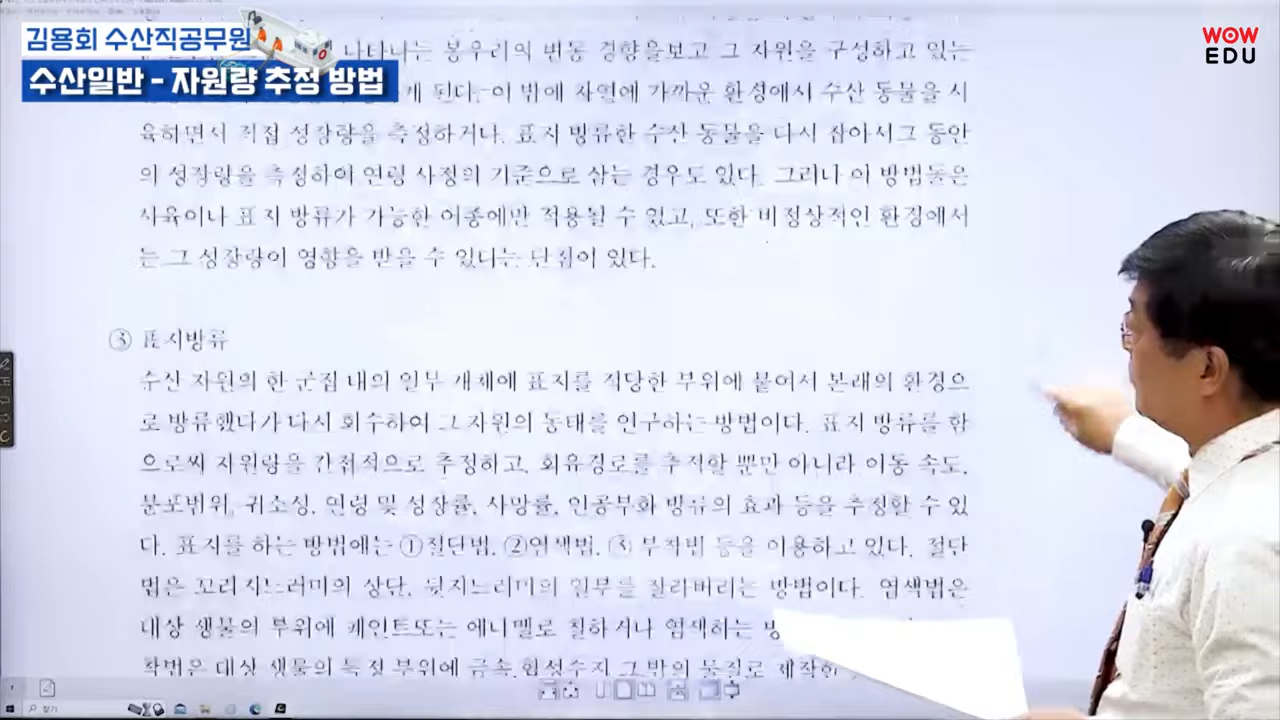 김용회 수산직공무원
수산일반 - 자원량 추정 방법
WOW
EDU
나타나는 봉우리의 변동 경향을보고 그 자원을 구성하고 있는
게 된다. 이 밖에 자연에 가까운 환경에서 수산 동물을 사
육하면서 직접 성장량을 측정하거나, 표지 방류한 수산 동물을 다시 잡아서그 동안
의 성장량을 측정하여 연령 사정의 기준으로 삼는 경우도 있다. 그러나 이 방법들은
사육이나 표지 방류가 가능한 어종에만 적용될 수 있고, 또한 비정상적인 환경에서
는 그 성장량이 영향을 받을 수 있다는 단점이 있다.
③ 표지방류
수산 자원의 한 군집 내의 일부 개체에 표지를 적당한 부위에 붙여서 본래의 환경으
로 방류했다가 다시 회수하여 그 자원의 동태를 연구하는 방법이다. 표지 방류를 함
으로써 자원량을 간접적으로 추정하고, 회유경로를 추적할 뿐만 아니라 이동 속도,
분포범위, 귀소성, 연령 및 성장률, 사망률, 인공부화 방류의 효과 등을 추정할 수 있
다. 표지를 하는 방법에는 ①절단법, ②염색법, ③ 부착법 등을 이용하고 있다. 절단
법은 꼬리지느러미의 상단, 뒷지느러미의 일부를 잘라버리는 방법이다. 염색법은
대상 생물의 부위에 페인트또는 에나멜로 칠하거나 염색하는
착법은 대상 생물의 특정 부위에 금속, 합성수지, 그 밖의 물질로 제작한
찾기